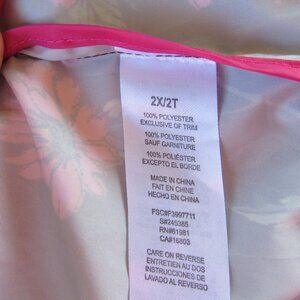 2X/2T
100% POLYESTER
EXCLUSIVE OF TRIM
100% POLYESTER
SAUF GARNITURE
100% POLIÉSTER
EXCEPTO EL BORDE
MADE IN CHINA
FAIT EN CHINE
HECHO EN CHINA
FSC#F3997711
S#245385
RN#61981
CA#16803
CARE ON REVERSE
ENTRETIEN AU DOS
INSTRUCCIONES DE
LAVADO AL REVERSO